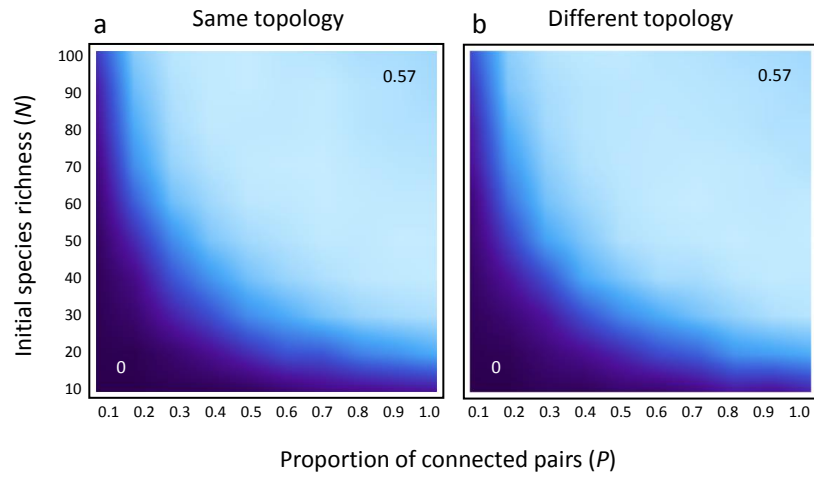 a Same topology
b Different topology
Initial species richness (N)
100
90
80
70
60
50
40
30
20
10
0.57
0
0.57
0
0.1 0.2 0.3 0.4 0.5 0.6 0.7 0.8 0.9 1.0
0.1 0.2 0.3 0.4 0.5 0.6 0.7 0.8 0.9 1.0
Proportion of connected pairs (P)